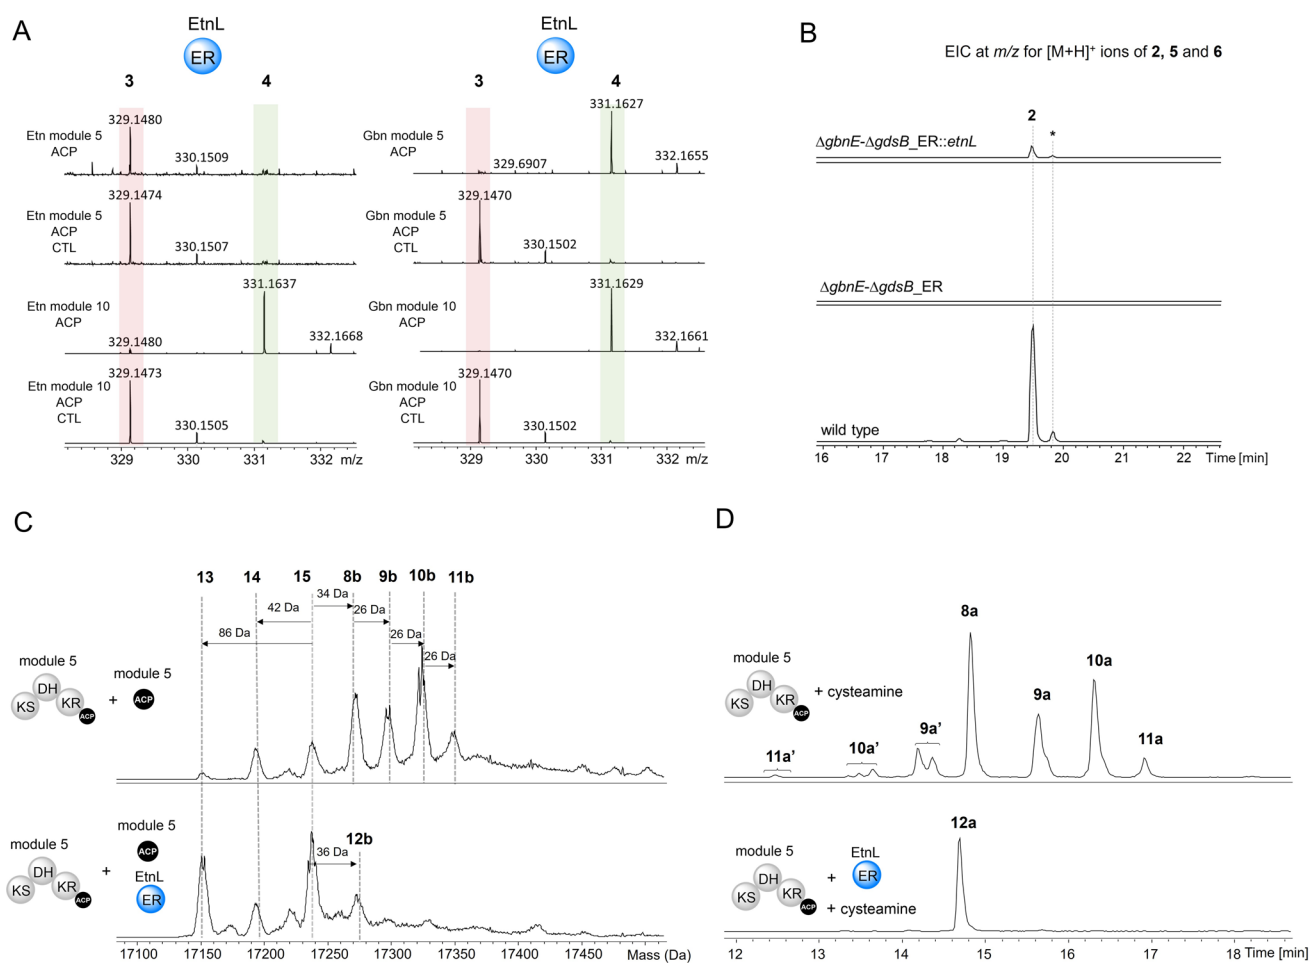 A
EtnL
ER
3
4
329.1480
Etn module 5
ACP
330.1509
329.1474
Etn module 5
ACP
CTL
330.1507
331.1637
Etn module 10
ACP
329.1480
332.1668
329.1473
Etn module 10
ACP
CTL
330.1505
329
330
331
332
m/z
EtnL
ER
3
4
331.1627
Gbn module 5
ACP
329.6907
332.1655
329.1470
Gbn module 5
ACP
CTL
330.1502
331.1629
Gbn module 10
ACP
332.1661
329.1470
Gbn module 10
ACP
CTL
330.1502
329
330
331
332
m/z
B
EIC at m/z for [M+H]+ ions of 2, 5 and 6
2
*
ΔgbnE-ΔgdsB_ER::etnL
ΔgbnE-ΔgdsB_ER
wild type
16 17 18 19 20 21 22 Time [min]
C
13 14 15 8b 9b 10b 11b
34 Da
42 Da
26 Da
86 Da
26 Da
26 Da
module 5
KS
DH
KR
ACP
+
module 5
ACP
12b
36 Da
module 5
KS
DH
KR
ACP
+
module 5
ACP
EtnL
ER
17100 17200 17250 17300 17350 17400 17450 Mass (Da)
D
8a
10a
9a
9a’
10a’
11a’
11a
module 5
KS
DH
KR
ACP
+ cysteamine
12a
module 5
KS
DH
KR
ACP
+
EtnL
ER
+ cysteamine
12 13 14 15 16 17 18 Time [min]